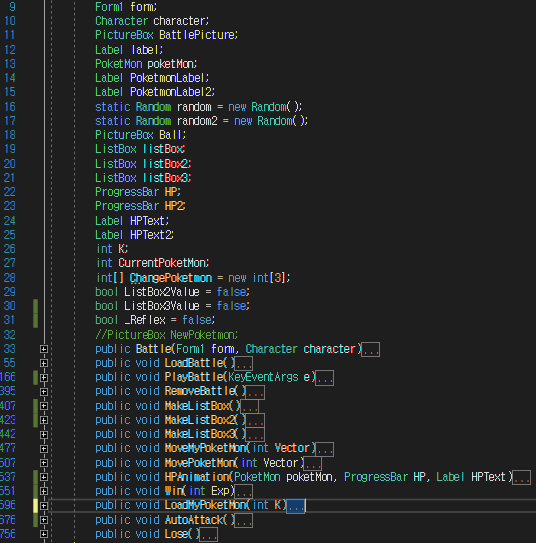 9 Form1 form;
10 Character character;
11 PictureBox BattlePicture;
12 Label label;
13 PoketMon poketMon;
14 Label PoketmonLabel;
15 Label PoketmonLabel2;
16 static Random random = new Random();
17 static Random random2 = new Random();
18 PictureBox Ball;
19 ListBox listBox;
20 ListBox listBox2;
21 ListBox listBox3;
22 ProgressBar HP;
23 ProgressBar HP2;
24 Label HPText;
25 Label HPText2;
26 int K;
27 int CurrentPoketMon;
28 int[] ChangePoketmon = new int[3];
29 bool ListBox2Value = false;
30 bool ListBox3Value = false;
31 bool _Reflex = false;
32 //PictureBox NewPoketmon;
33 public Battle(Form1 form, Character character)...
55 public void LoadBattle()...
166 public void PlayBattle(KeyEventArgs e)...
395 public void RemoveBattle()...
407 public void MakeListBox()...
423 public void MakeListBox2()...
442 public void MakeListBox3()...
477 public void MoveMyPoketMon(int Vector)...
507 public void MovePoketMon(int Vector)...
537 public void HPAnimation(PoketMon poketMon, ProgressBar HP, Label HPText)...
551 public void Win(int Exp)...
596 public void LoadMyPoketMon(int K)...
676 public void AutoAttack()...
756 public void Lose()...